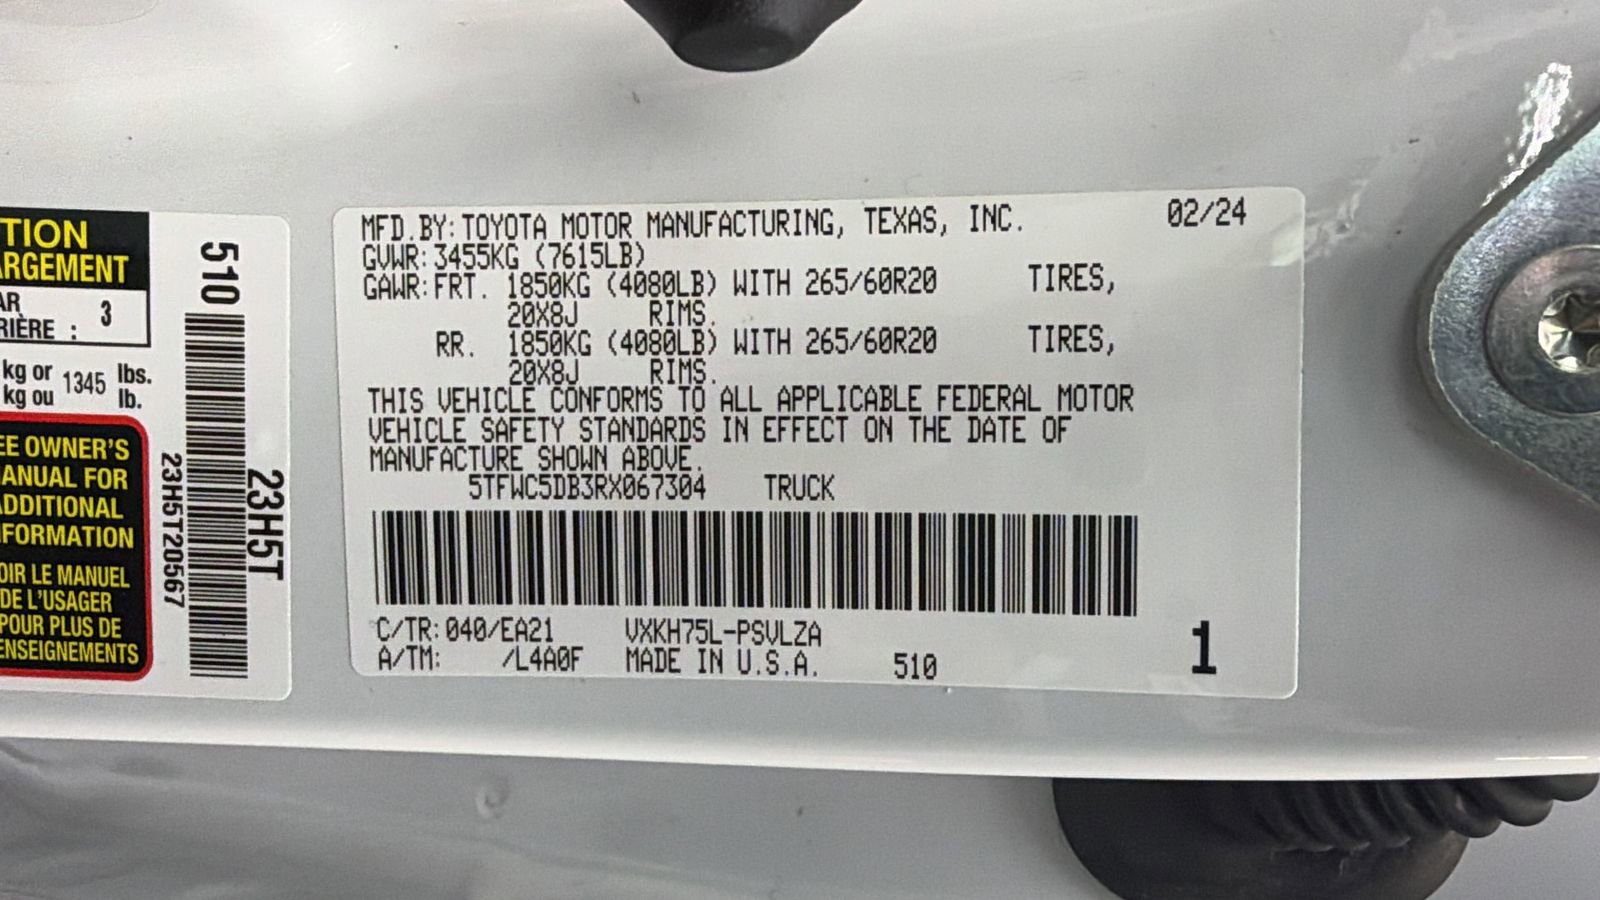 TION
ARGEMENT
AR 3
RIÈRE :
kg or 1345 lbs.
kg ou lb.
EE OWNER'S
ANUAL FOR
ADDITIONAL
NFORMATION
OIR LE MANUEL
DE L'USAGER
POUR PLUS DE
ENSEIGNEMENTS
510
23H5T20567
23H5T
MFD.BY:TOYOTA MOTOR MANUFACTURING, TEXAS, INC. 02/24
GVWR:3455KG (7615LB)
GAWR:FRT. 1850KG (4080LB) WITH 265/60R20 TIRES,
20X8J RIMS.
RR. 1850KG (4080LB) WITH 265/60R20 TIRES,
20X8J RIMS.
THIS VEHICLE CONFORMS TO ALL APPLICABLE FEDERAL MOTOR
VEHICLE SAFETY STANDARDS IN EFFECT ON THE DATE OF
MANUFACTURE SHOWN ABOVE.
5TFWC5DB3RX067304 TRUCK
C/TR:040/EA21 VXKH75L-PSVLZA
A/TM: /L4A0F MADE IN U.S.A. 510 1